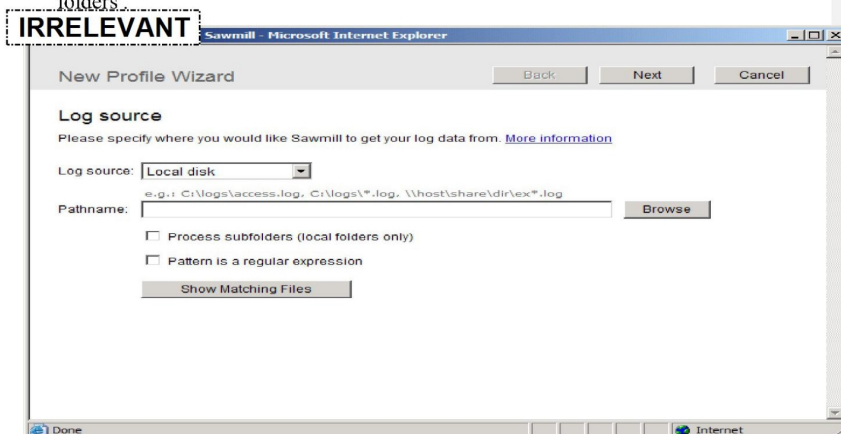 folders .
IRRELEVANT
Sawmill - Microsoft Internet Explorer
New Profile Wizard Back Next Cancel
Log source
Please specify where you would like Sawmill to get your log data from. More information
Log source: Local disk
e.g.: C:\logs\access.log, C:\logs\*.log, \\host\share\dir\ex*.log
Pathname: Browse
Process subfolders (local folders only)
Pattern is a regular expression
Show Matching Files
Done Internet